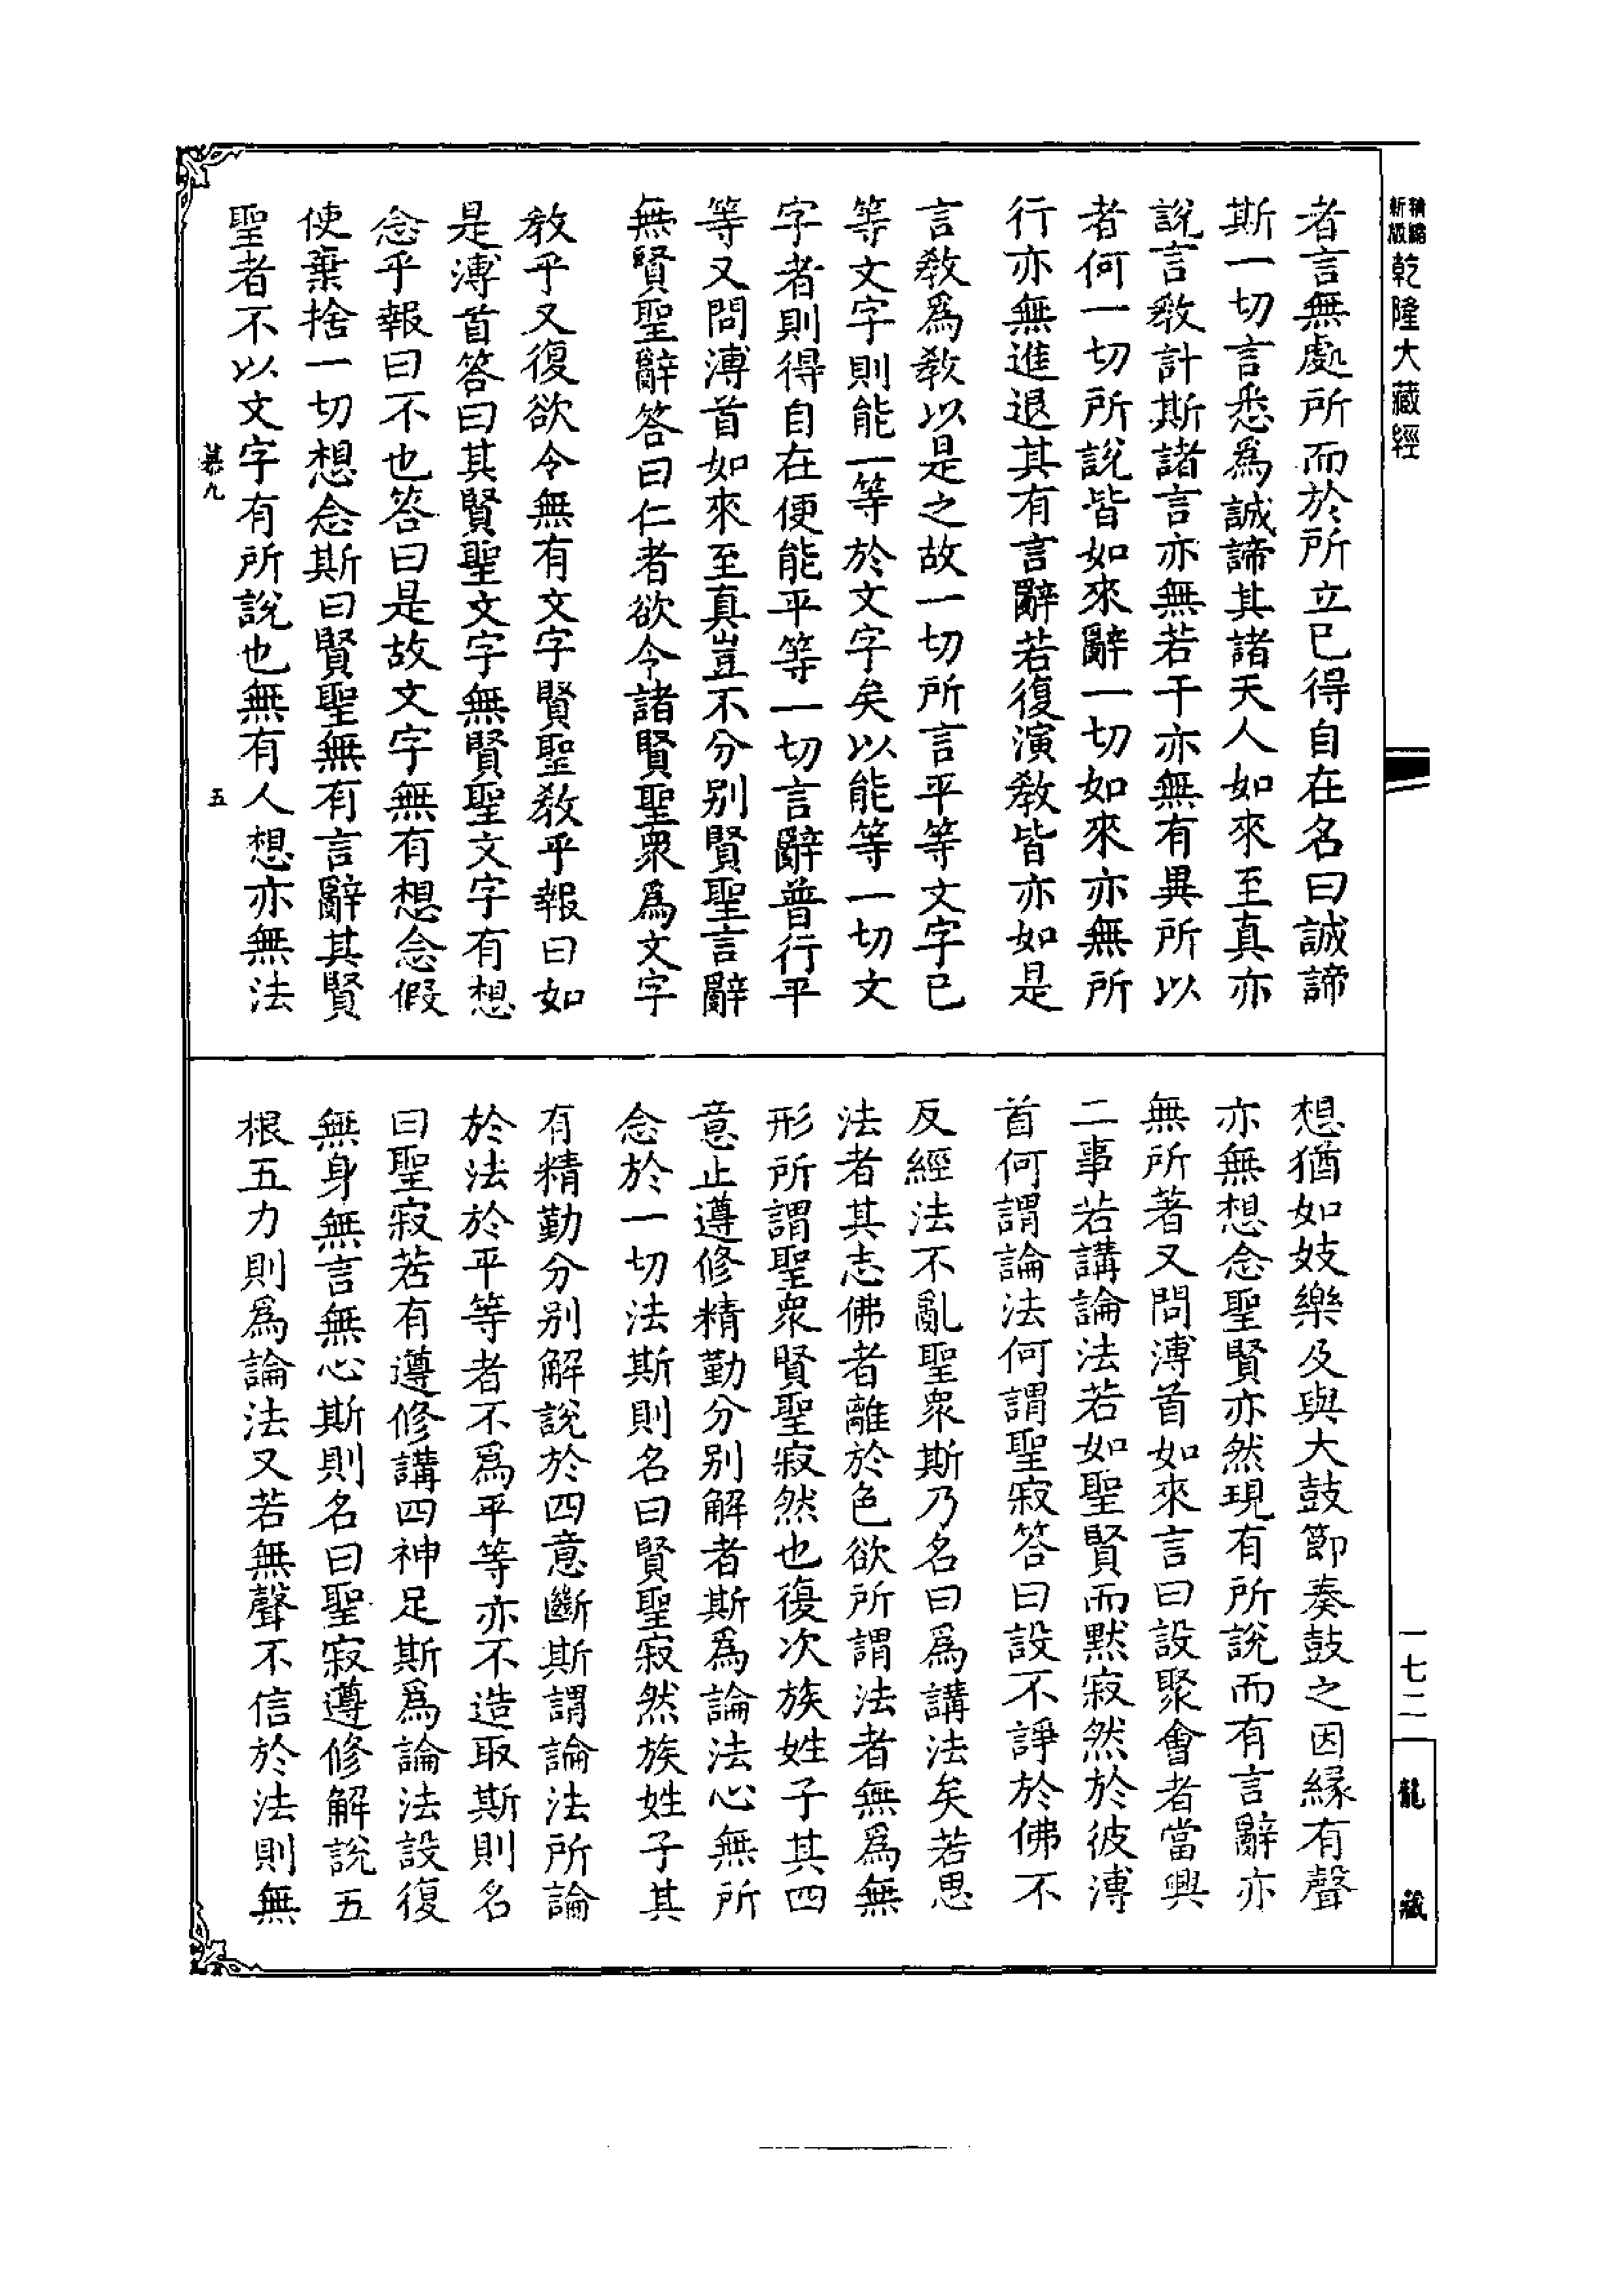 新版
精縮
乾隆大藏經
者言無處所而於所立已得自在名曰誠諦
斯一切言悉爲誠諦其諸天人如來至真亦
說言教計斯諸言亦無若干亦無有異所以
者何一切所說皆如來辭一切如來亦無所
行亦無進退其有言辭若復演教皆亦如是
言教爲教以是之故一切所言平等文字已
等文字則能一等於文字矣以能等一切文
字者則得自在便能平等一切言辭普行平
等又問溥首如來至真豈不分别賢聖言辭
無賢聖辭答曰仁者欲令諸賢聖眾爲文字
教乎又復欲令無有文字賢聖教乎報曰如
是溥首答曰其賢聖文字無賢聖文字有想
念乎報曰不也答曰是故文字無有想念假
使棄捨一切想念斯曰賢聖無有言辭其賢
聖者不以文字有所說也無有人想亦無法
慕九
五
想猶如妓樂及與大鼓節奏鼓之因緣有聲
亦無想念聖賢亦然現有所說而有言辭亦
無所著又問溥首如來言曰設聚會者當興
二事若講論法若如聖賢而默寂然於彼溥
首何謂論法何謂聖寂答曰設不諍於佛不
反經法不亂聖眾斯乃名曰爲講法矣若思
法者其志佛者離於色欲所謂法者無爲無
形所謂聖眾賢聖寂然也復次族姓子其四
意止遵修精勤分别解者斯爲論法心無所
念於一切法斯則名曰賢聖寂然族姓子其
有精勤分别解說於四意斷斯謂論法所論
於法於平等者不爲平等亦不造取斯則名
曰聖寂若有遵修講四神足斯爲論法設復
無身無言無心斯則名曰聖寂遵修解說五
根五力則爲論法又若無聲不信於法則無
一七二
龍藏